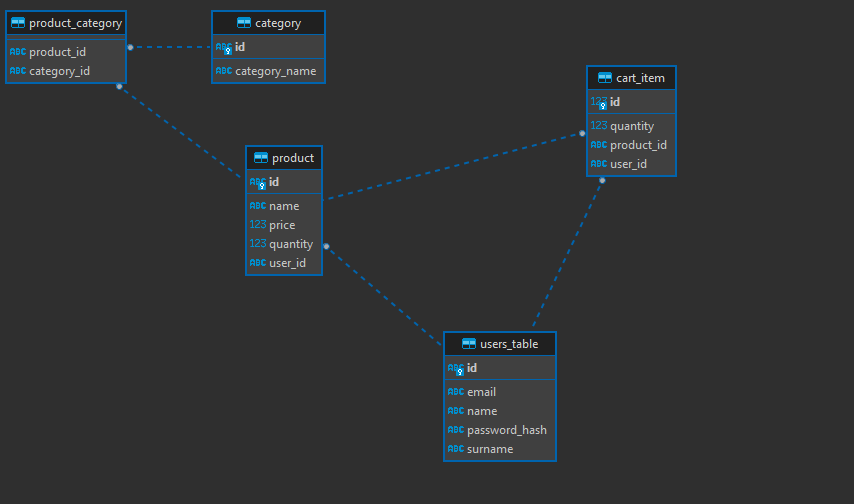 product_category
ABC product_id
ABC category_id
category
ABC id
ABC category_name
cart_item
123 id
123 quantity
ABC product_id
ABC user_id
product
ABC id
ABC name
123 price
123 quantity
ABC user_id
users_table
ABC id
ABC email
ABC name
ABC password_hash
ABC surname